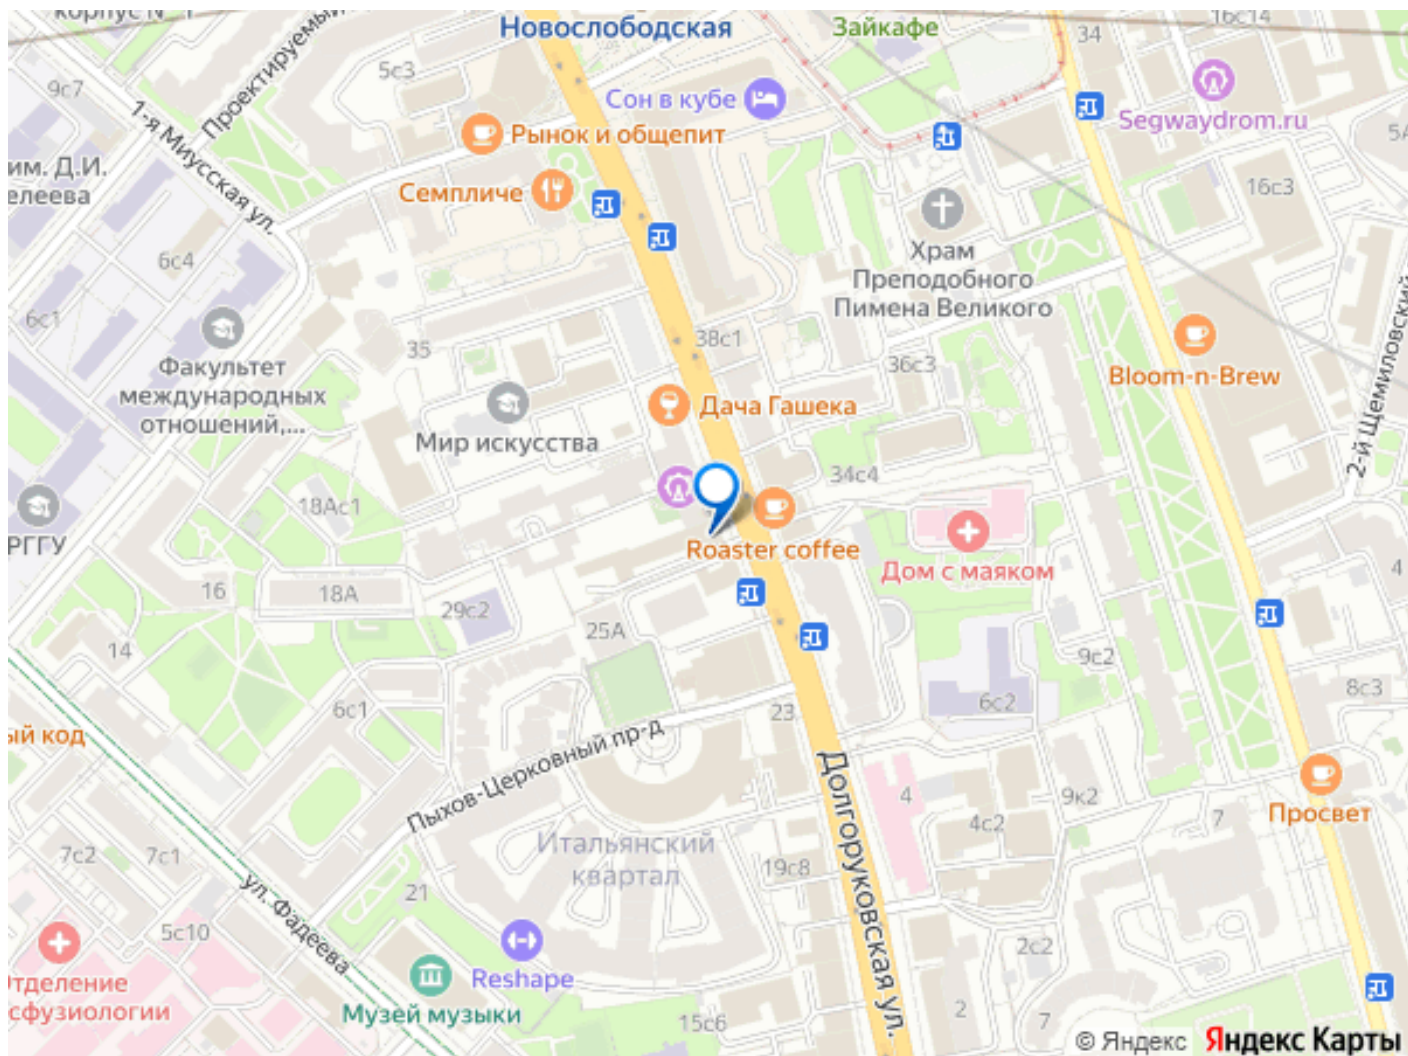 Новослободская
Зайкафе
16с14
34
5с3
9с7
Проектируемый
Сон в кубе
Segwaydrom.ru
1-я Миусская ул.
Рынок и общепит
им. Д.И.
елеева
Семпличе
16с3
6с4
Храм
Преподобного
Пимена Великого
6с1
38с1
35
36с3
Факультет
международных
отношений,...
Bloom-n-Brew
2-й Щемиловский
Дача Гашека
Мир искусства
34с4
18Ас1
РГГУ
Roaster coffee
Дом с маяком
4
16
18А
29с2
25А
14
9с2
6с1
6с2
8с3
23
ый код
Пыхов-Церковный пр-д
Долгоруковская ул.
4
9к2
7
Просвет
4с2
Итальянский
квартал
7с2
7с1
19с8
21
ул. Фадеева
5с10
2с2
Reshape
Отделение
сфузиологии
Музей музыки
15с6
2
7
© Яндекс Яндекс Карты